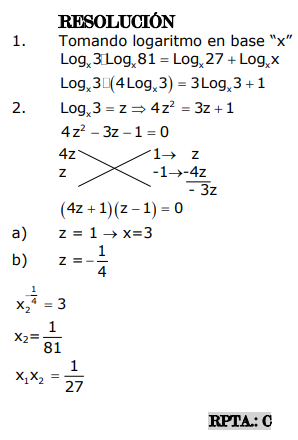 RESOLUCIÓN
1. Tomando logaritmo en base “x”
Logₓ3□Logₓ81 = Logₓ27 + Logₓx
Logₓ3□(4Logₓ3) = 3Logₓ3 + 1
2. Logₓ3 = z ⇒ 4z² = 3z + 1
4z² − 3z − 1 = 0
4z 1→ z
z -1→-4z
- 3z
(4z + 1)(z − 1) = 0
a) z = 1 → x=3
b) z = −1/4
x₂^(−1/4) = 3
x₂= 1/81
x₁x₂ = 1/27
RPTA.: C